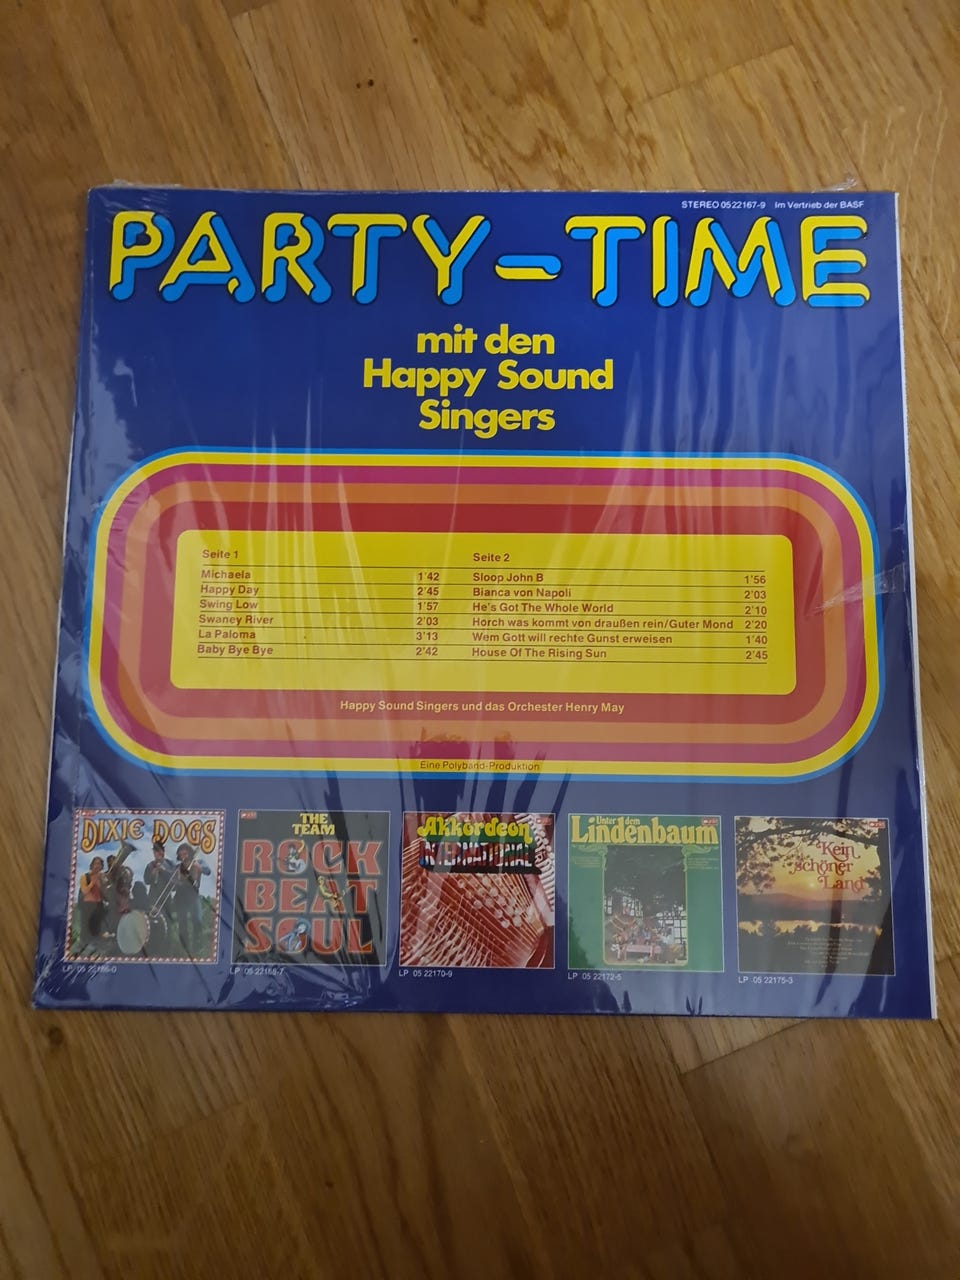 STEREO 0522167-9 Im Vertrieb der BASF
PARTY-TIME
mit den
Happy Sound
Singers
Seite 1
Michaela 1'42
Happy Day 2'45
Swing Low 1'57
Swaney River 2'03
La Paloma 3'13
Baby Bye Bye 2'42
Seite 2
Sloop John B 1'56
Bianca von Napoli 2'03
He's Got The Whole World 2'10
Horch was kommt von draußen rein/Guter Mond 2'20
Wem Gott will rechte Gunst erweisen 1'40
House Of The Rising Sun 2'45
Happy Sound Singers und das Orchester Henry May
Eine Polyband-Produktion
DIXIE DOGS
THE
TEAM
ROCK
BEAT
SOUL
Akkordeon
INTERNATIONAL
Unter dem
Lindenbaum
Kein
schöner
Land
LP 05 22170-9
LP 05 22172-5
LP 05 22175-3